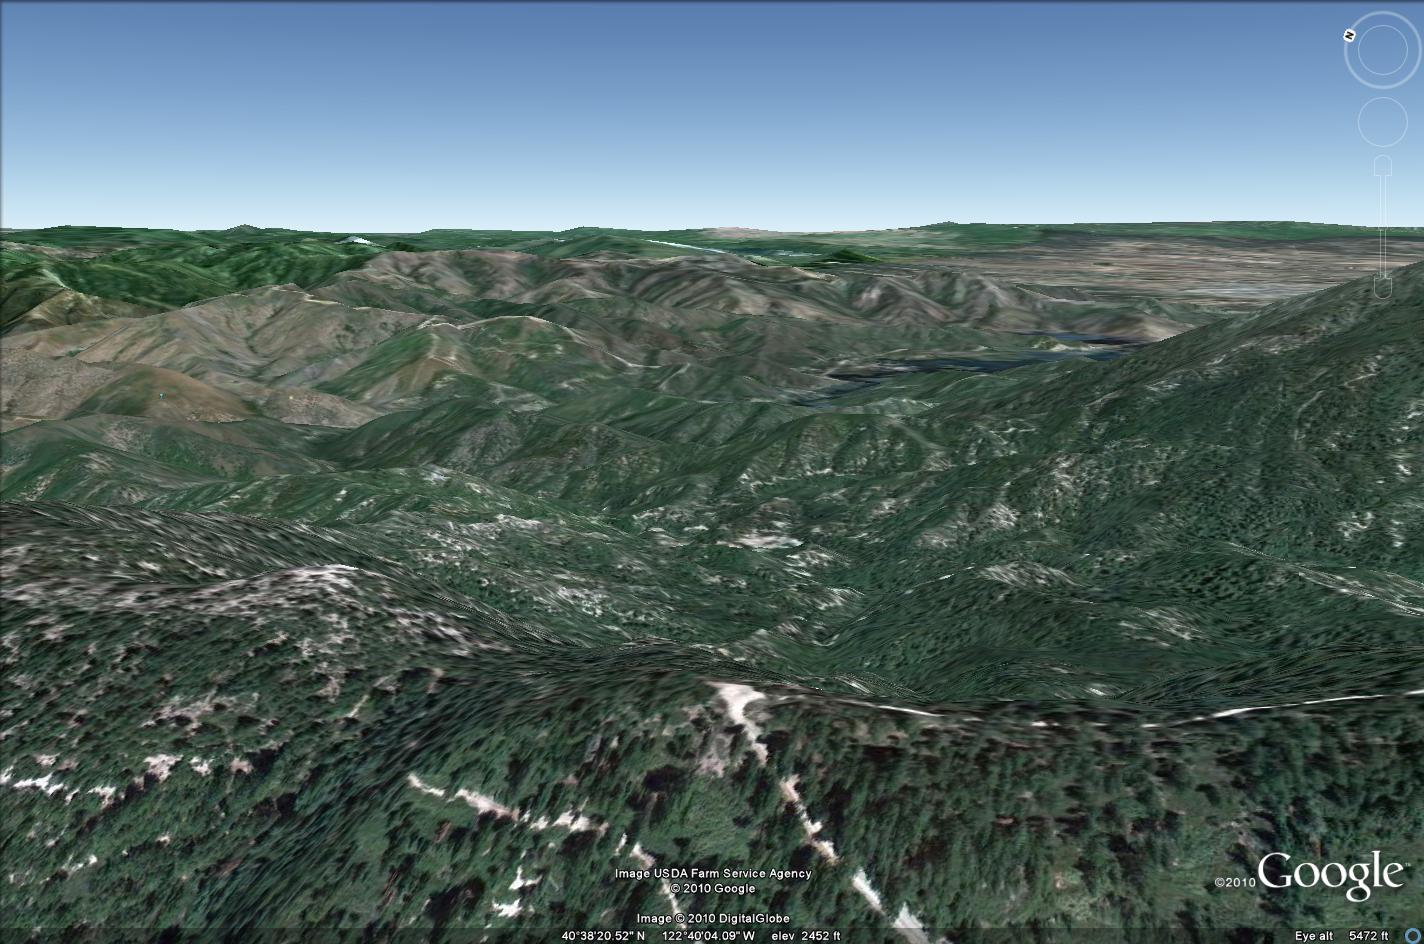 N
Image USDA Farm Service Agency
© 2010 Google
©2010 Google™
Image © 2010 DigitalGlobe
40°38'20.52" N 122°40'04.09" W elev 2452 ft Eye alt 5472 ft